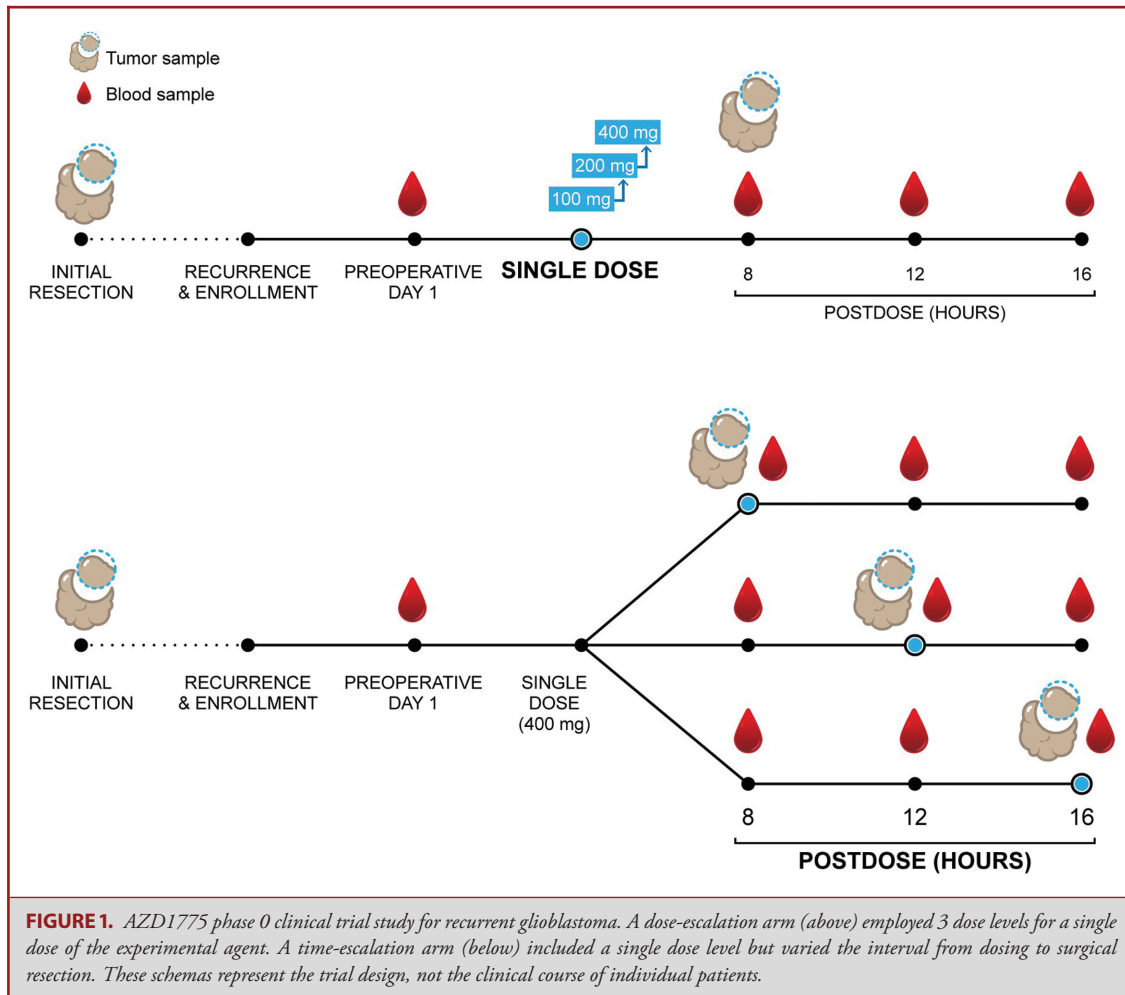 Tumor sample
Blood sample
400 mg
200 mg
100 mg
INITIAL
RESECTION
RECURRENCE
& ENROLLMENT
PREOPERATIVE
DAY 1
SINGLE DOSE
8
12
16
POSTDOSE (HOURS)
INITIAL
RESECTION
RECURRENCE
& ENROLLMENT
PREOPERATIVE
DAY 1
SINGLE
DOSE
(400 mg)
8
12
16
POSTDOSE (HOURS)
FIGURE 1. AZD1775 phase 0 clinical trial study for recurrent glioblastoma. A dose-escalation arm (above) employed 3 dose levels for a single
dose of the experimental agent. A time-escalation arm (below) included a single dose level but varied the interval from dosing to surgical
resection. These schemas represent the trial design, not the clinical course of individual patients.